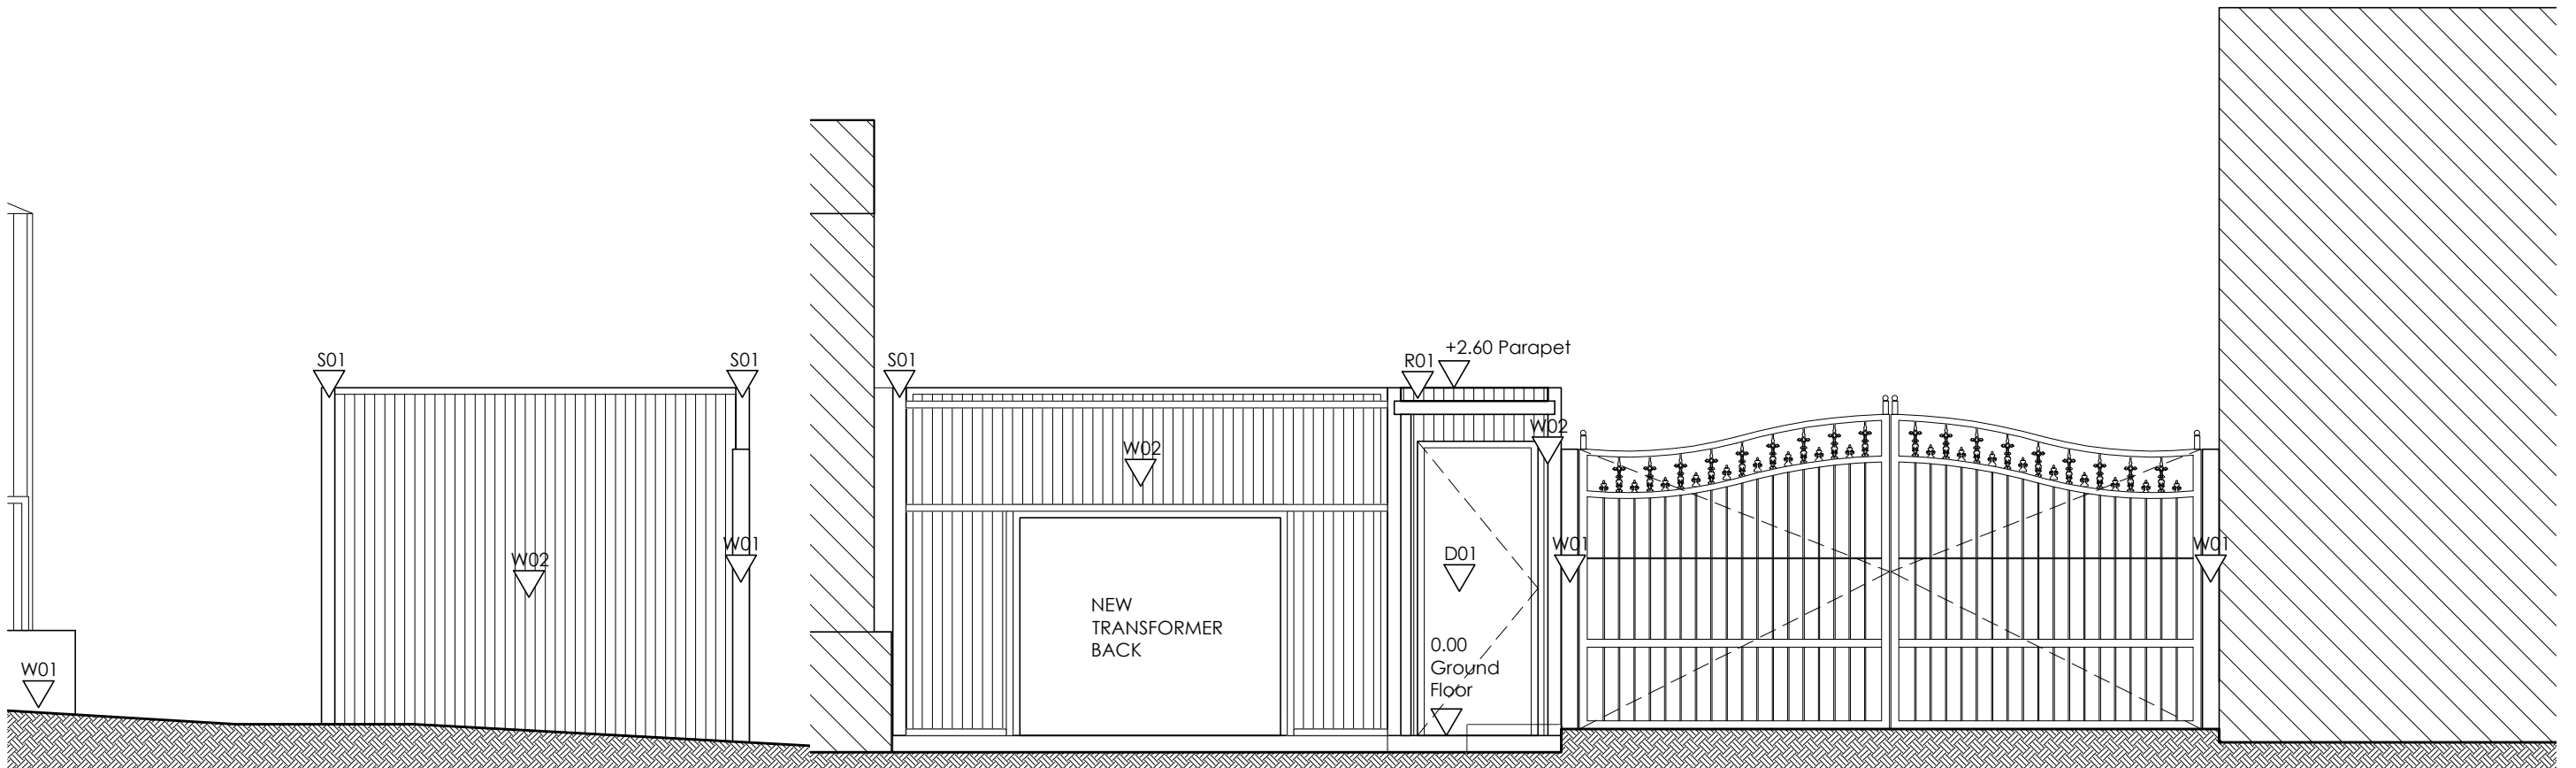 S01
S01
W02
W01
W01
S01
R01
+2.60 Parapet
W02
W02
NEW
TRANSFORMER
BACK
D01
0.00
Ground
Floor
W01
W01